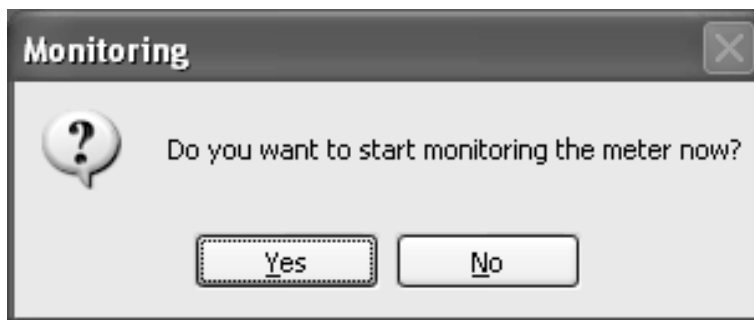 Monitoring
Do you want to start monitoring the meter now?
Yes
No